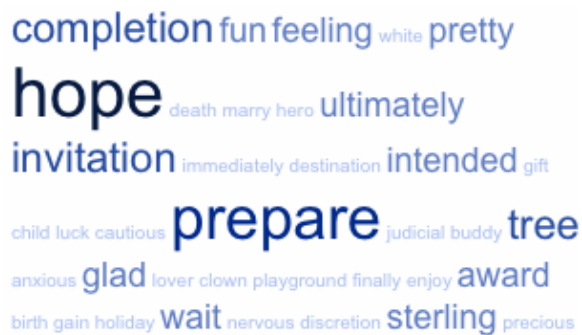 completion fun feeling white pretty
hope death marry hero ultimately
invitation immediately destination intended gift
child luck cautious prepare judicial buddy tree
anxious glad lover clown playground finally enjoy award
birth gain holiday wait nervous discretion sterling precious